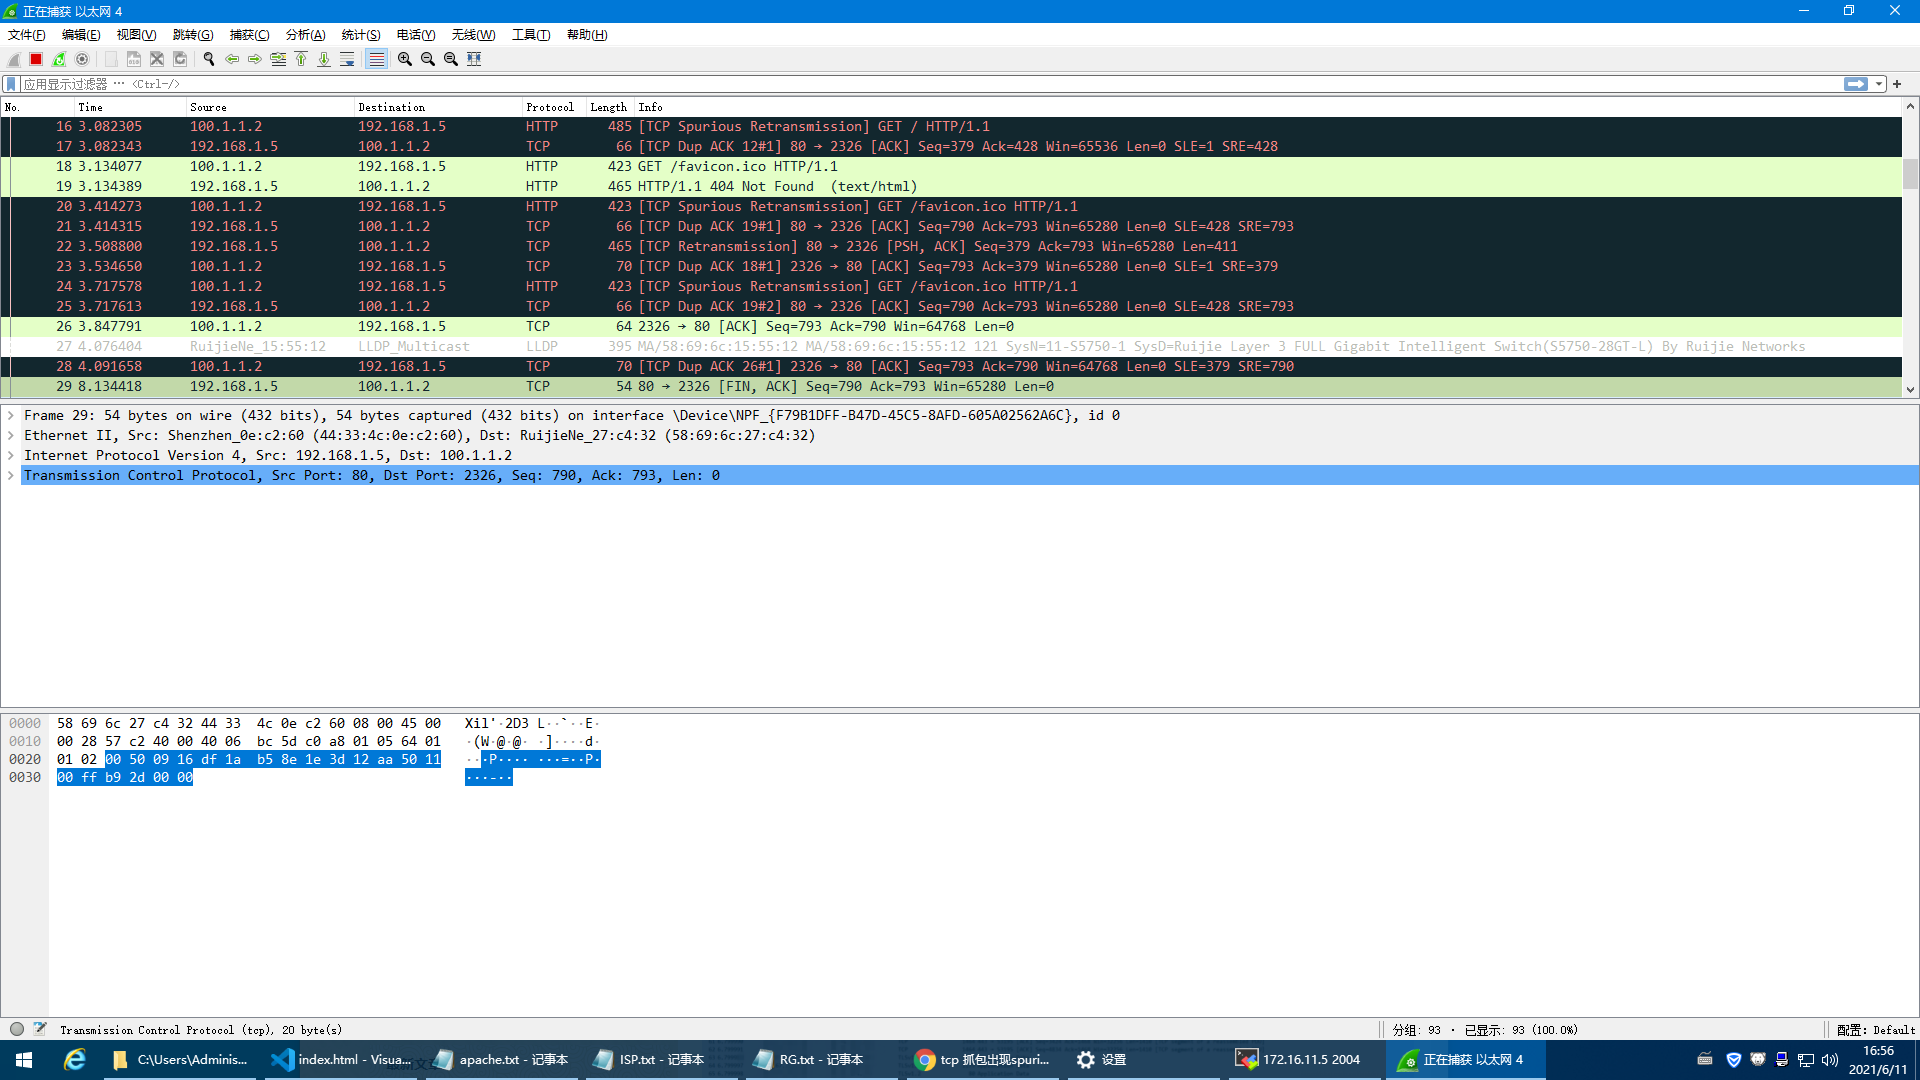 正在捕获 以太网 4
文件(F) 编辑(E) 视图(V) 跳转(G) 捕获(C) 分析(A) 统计(S) 电话(Y) 无线(W) 工具(T) 帮助(H)
应用显示过滤器 … <Ctrl-/>
No. Time Source Destination Protocol Length Info
16 3.082305 100.1.1.2 192.168.1.5 HTTP 485 [TCP Spurious Retransmission] GET / HTTP/1.1
17 3.082343 192.168.1.5 100.1.1.2 TCP 66 [TCP Dup ACK 12#1] 80 → 2326 [ACK] Seq=379 Ack=428 Win=65536 Len=0 SLE=1 SRE=428
18 3.134077 100.1.1.2 192.168.1.5 HTTP 423 GET /favicon.ico HTTP/1.1
19 3.134389 192.168.1.5 100.1.1.2 HTTP 465 HTTP/1.1 404 Not Found (text/html)
20 3.414273 100.1.1.2 192.168.1.5 HTTP 423 [TCP Spurious Retransmission] GET /favicon.ico HTTP/1.1
21 3.414315 192.168.1.5 100.1.1.2 TCP 66 [TCP Dup ACK 19#1] 80 → 2326 [ACK] Seq=790 Ack=793 Win=65280 Len=0 SLE=428 SRE=793
22 3.508800 192.168.1.5 100.1.1.2 TCP 465 [TCP Retransmission] 80 → 2326 [PSH, ACK] Seq=379 Ack=793 Win=65280 Len=411
23 3.534650 100.1.1.2 192.168.1.5 TCP 70 [TCP Dup ACK 18#1] 2326 → 80 [ACK] Seq=793 Ack=379 Win=65280 Len=0 SLE=1 SRE=379
24 3.717578 100.1.1.2 192.168.1.5 HTTP 423 [TCP Spurious Retransmission] GET /favicon.ico HTTP/1.1
25 3.717613 192.168.1.5 100.1.1.2 TCP 66 [TCP Dup ACK 19#2] 80 → 2326 [ACK] Seq=790 Ack=793 Win=65280 Len=0 SLE=428 SRE=793
26 3.847791 100.1.1.2 192.168.1.5 TCP 64 2326 → 80 [ACK] Seq=793 Ack=790 Win=64768 Len=0
27 4.076404 RuijieNe_15:55:12 LLDP_Multicast LLDP 395 MA/58:69:6c:15:55:12 MA/58:69:6c:15:55:12 121 SysN=11-S5750-1 SysD=Ruijie Layer 3 FULL Gigabit Intelligent Switch(S5750-28GT-L) By Ruijie Networks
28 4.091658 100.1.1.2 192.168.1.5 TCP 70 [TCP Dup ACK 26#1] 2326 → 80 [ACK] Seq=793 Ack=790 Win=64768 Len=0 SLE=379 SRE=790
29 8.134418 192.168.1.5 100.1.1.2 TCP 54 80 → 2326 [FIN, ACK] Seq=790 Ack=793 Win=65280 Len=0
Frame 29: 54 bytes on wire (432 bits), 54 bytes captured (432 bits) on interface \Device\NPF_{F79B1DFF-B47D-45C5-8AFD-605A02562A6C}, id 0
Ethernet II, Src: Shenzhen_0e:c2:60 (44:33:4c:0e:c2:60), Dst: RuijieNe_27:c4:32 (58:69:6c:27:c4:32)
Internet Protocol Version 4, Src: 192.168.1.5, Dst: 100.1.1.2
Transmission Control Protocol, Src Port: 80, Dst Port: 2326, Seq: 790, Ack: 793, Len: 0
0000 58 69 6c 27 c4 32 44 33 4c 0e c2 60 08 00 45 00 Xil'·2D3 L··`··E·
0010 00 28 57 c2 40 00 40 06 bc 5d c0 a8 01 05 64 01 ·(W·@·@· ·]····d·
0020 01 02 00 50 09 16 df 1a b5 8e 1e 3d 12 aa 50 11 ···P···· ···=··P·
0030 00 ff b9 2d 00 00 ···-··
Transmission Control Protocol (tcp), 20 byte(s)
分组: 93 · 已显示: 93 (100.0%)
配置: Default
C:\Users\Adminis... index.html - Visua... apache.txt - 记事本 ISP.txt - 记事本 RG.txt - 记事本 tcp 抓包出现spuri... 设置 172.16.11.5 2004 正在捕获 以太网 4
16:56
2021/6/11